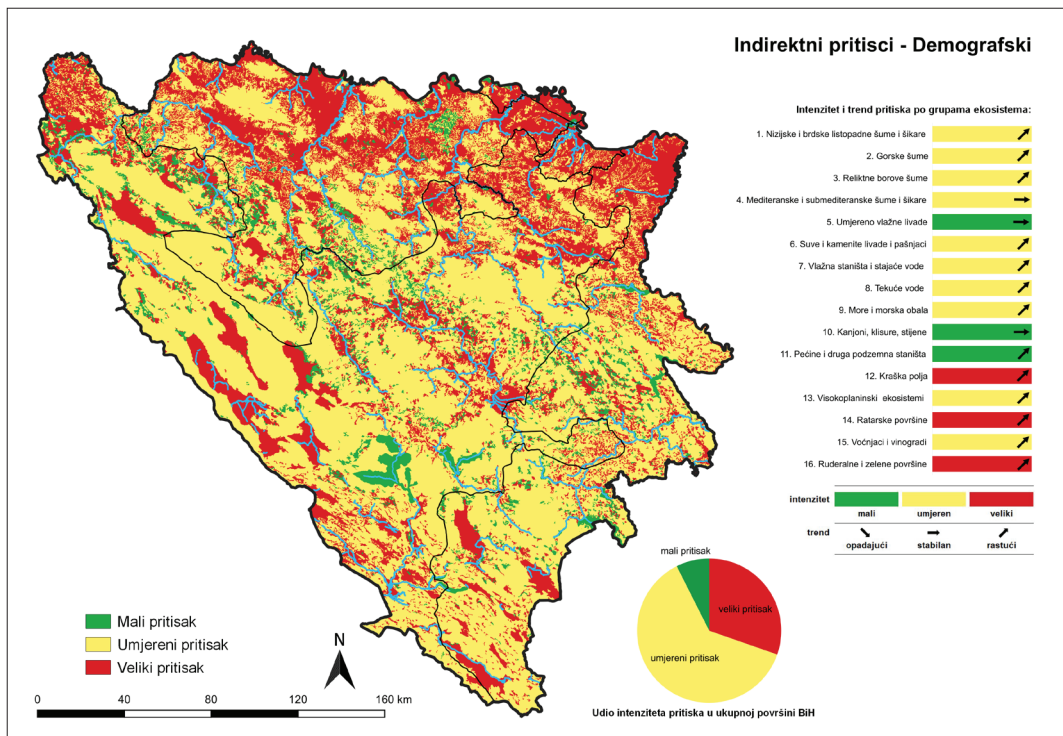 Indirektni pritisci - Demografski
Intenzitet i trend pritiska po grupama ekosistema:
1. Nizijske i brdske listopadne šume i šikare
2. Gorske šume
3. Reliktne borove šume
4. Mediteranske i submediteranske šume i šikare
5. Umjereno vlažne livade
6. Suve i kamenite livade i pašnjaci
7. Vlažna staništa i stajaće vode
8. Tekuće vode
9. More i morska obala
10. Kanjoni, klisure, stijene
11. Pećine i druga podzemna staništa
12. Kraška polja
13. Visokoplaninski ekosistemi
14. Ratarske površine
15. Voćnjaci i vinogradi
16. Ruderalne i zelene površine
intenzitet
mali umjeren veliki
trend
opadajući stabilan rastući
mali pritisak
veliki pritisak
umjereni pritisak
Udio intenziteta pritiska u ukupnoj površini BiH
Mali pritisak
Umjereni pritisak
Veliki pritisak
N
0 40 80 120 160 km